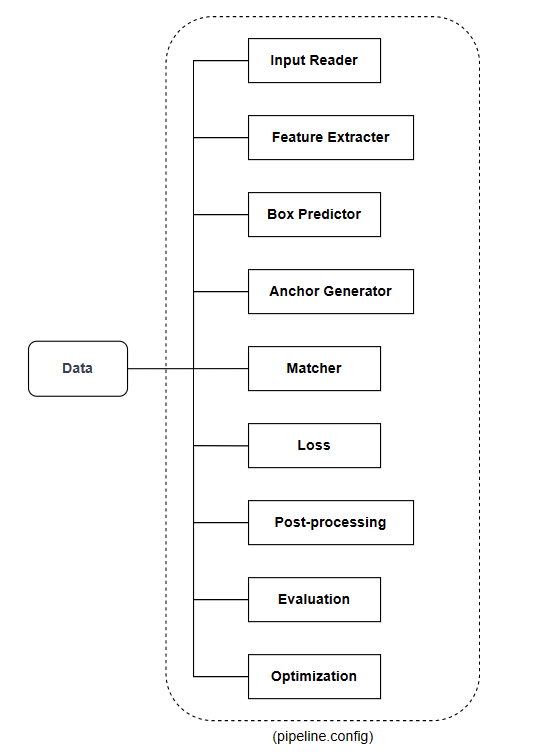 Input Reader
Feature Extracter
Box Predictor
Anchor Generator
Data
Matcher
Loss
Post-processing
Evaluation
Optimization
(pipeline.config)